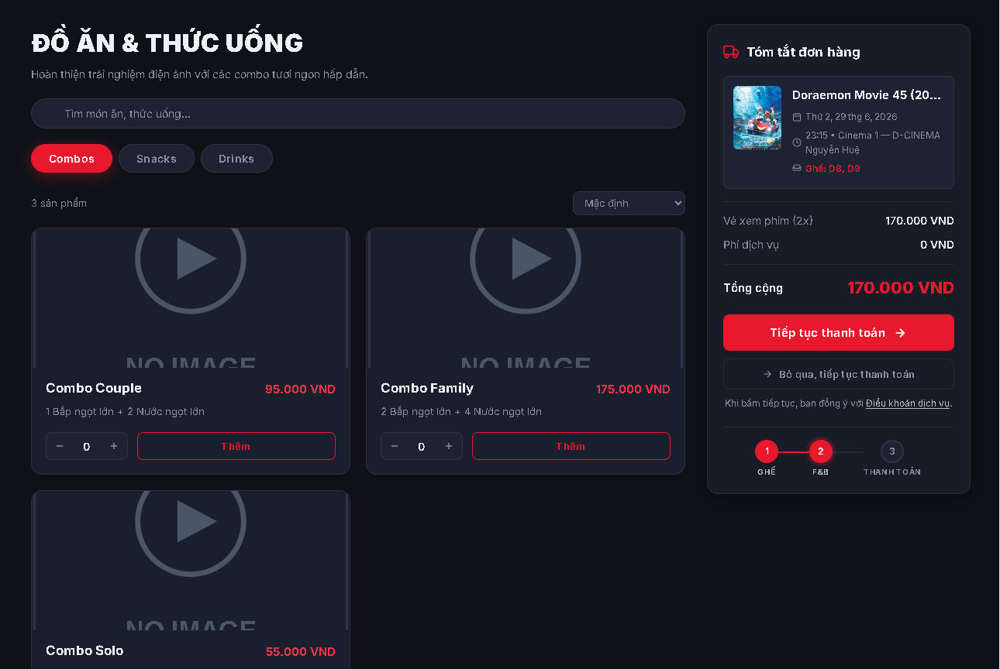 ĐỒ ĂN & THỨC UỐNG
Hoàn thiện trải nghiệm điện ảnh với các combo tươi ngon hấp dẫn.
Tìm món ăn, thức uống...
Combos
Snacks
Drinks
3 sản phẩm
Mặc định
NO IMAGE
Combo Couple
95.000 VND
1 Bắp ngọt lớn + 2 Nước ngọt lớn
− 0 +
Thêm
NO IMAGE
Combo Family
175.000 VND
2 Bắp ngọt lớn + 4 Nước ngọt lớn
− 0 +
Thêm
NO IMAGE
Combo Solo
55.000 VND
Tóm tắt đơn hàng
Doraemon Movie 45 (20...
Thứ 2, 29 thg 6, 2026
23:15 • Cinema 1 — D-CINEMA
Nguyễn Huệ
Ghế: D8, D9
Vé xem phim (2x)
170.000 VND
Phí dịch vụ
0 VND
Tổng cộng
170.000 VND
Tiếp tục thanh toán →
→ Bỏ qua, tiếp tục thanh toán
Khi bấm tiếp tục, bạn đồng ý với Điều khoản dịch vụ.
1
2
3
GHẾ
F&B
THANH TOÁN